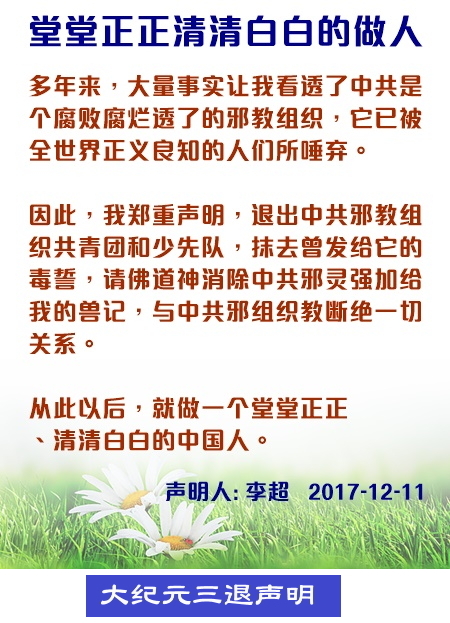 堂堂正正清清白白的做人
多年来，大量事实让我看透了中共是
个腐败腐烂透了的邪教组织，它已被
全世界正义良知的人们所唾弃。
因此，我郑重声明，退出中共邪教组
织共青团和少先队，抹去曾发给它的
毒誓，请佛道神消除中共邪灵强加给
我的兽记，与中共邪组织教断绝一切
关系。
从此以后，就做一个堂堂正正
、清清白白的中国人。
声明人: 李超 2017-12-11
大纪元三退声明